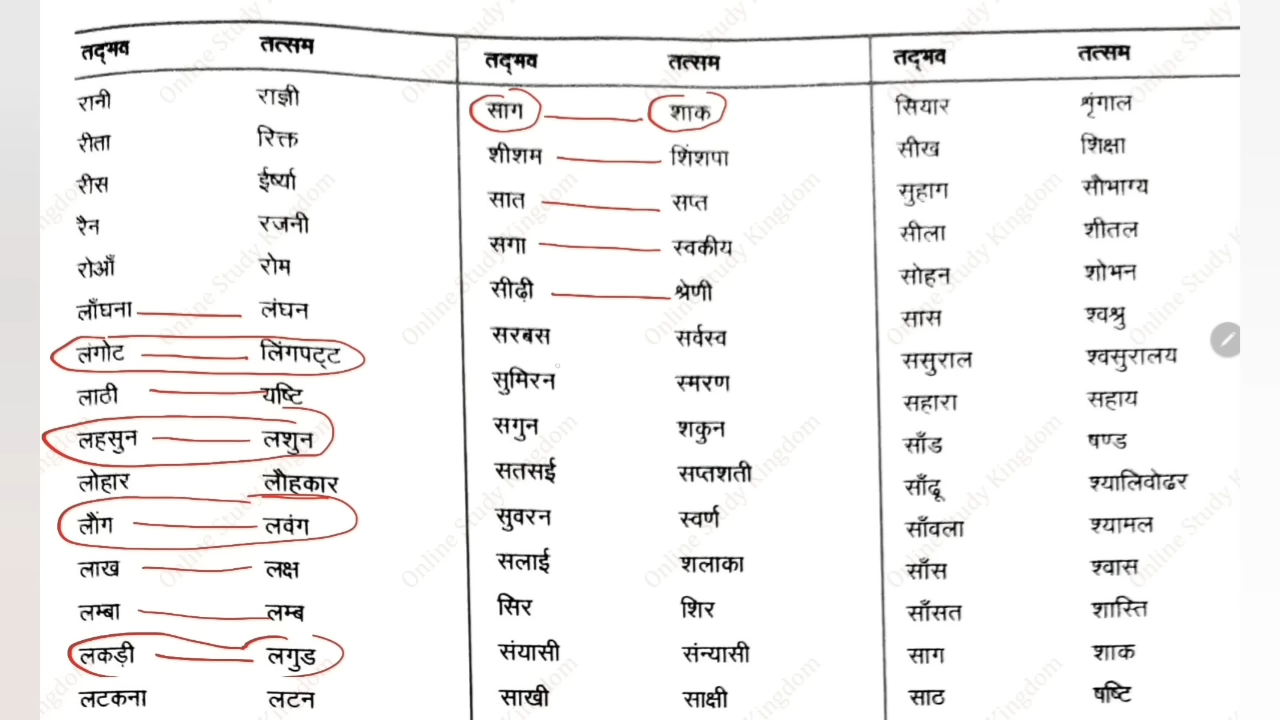 तद्भव तत्सम
रानी राज्ञी
रीता रिक्त
रीस ईर्ष्या
रैन रजनी
रोआँ रोम
लाँघना लंघन
लंगोट लिंगपट्ट
लाठी यष्टि
लहसुन लशुन
लोहार लौहकार
लौंग लवंग
लाख लक्ष
लम्बा लम्ब
लकड़ी लगुड
लटकना लटन
तद्भव तत्सम
साग शाक
शीशम शिंशपा
सात सप्त
सगा स्वकीय
सीढ़ी श्रेणी
सरबस सर्वस्व
सुमिरन स्मरण
सगुन शकुन
सतसई सप्तशती
सुवरन स्वर्ण
सलाई शलाका
सिर शिर
संयासी संन्यासी
साखी साक्षी
तद्भव तत्सम
सियार शृंगाल
सीख शिक्षा
सुहाग सौभाग्य
सीला शीतल
सोहन शोभन
सास श्वश्रु
ससुराल श्वसुरालय
सहारा सहाय
साँड षण्ड
साँढू श्यालिवोढर
साँवला श्यामल
साँस श्वास
साँसत शास्ति
साग शाक
साठ षष्टि
Online Study Kingdom